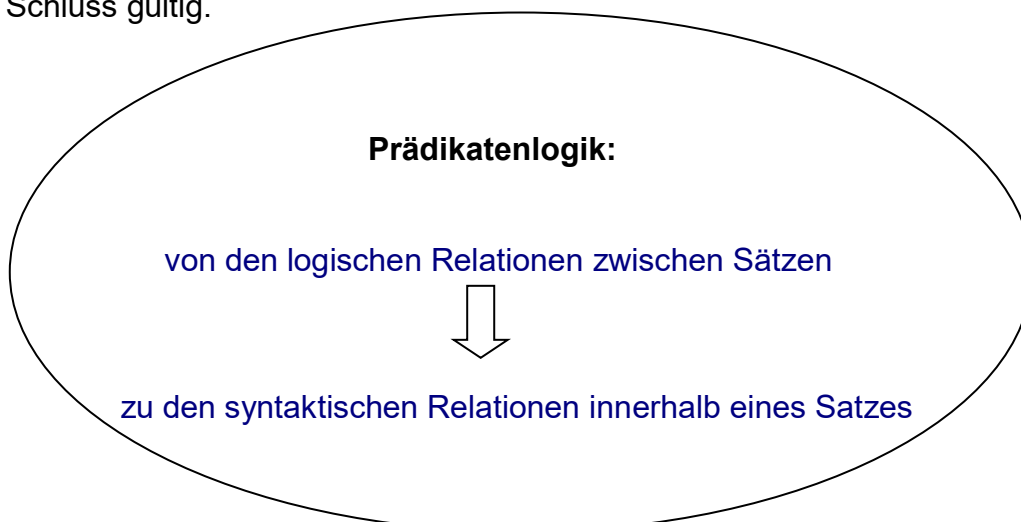 Schluss gültig.
Prädikatenlogik:
von den logischen Relationen zwischen Sätzen
zu den syntaktischen Relationen innerhalb eines Satzes